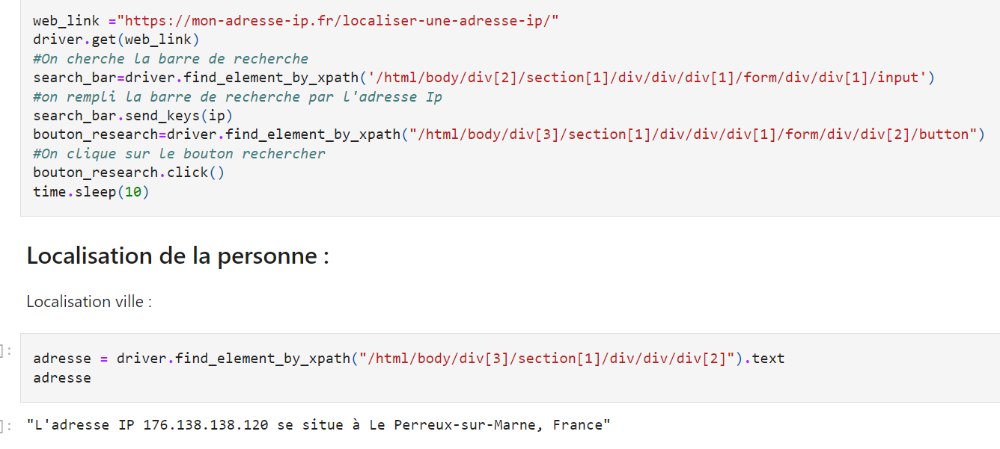 web_link ="https://mon-adresse-ip.fr/localiser-une-adresse-ip/"
driver.get(web_link)
#On cherche la barre de recherche
search_bar=driver.find_element_by_xpath('/html/body/div[2]/section[1]/div/div/div[1]/form/div/div[1]/input')
#on rempli la barre de recherche par l'adresse Ip
search_bar.send_keys(ip)
bouton_research=driver.find_element_by_xpath("/html/body/div[3]/section[1]/div/div/div[1]/form/div/div[2]/button")
#On clique sur le bouton rechercher
bouton_research.click()
time.sleep(10)
Localisation de la personne :
Localisation ville :
]:
adresse = driver.find_element_by_xpath("/html/body/div[3]/section[1]/div/div/div[2]").text
adresse
]: "L'adresse IP 176.138.138.120 se situe à Le Perreux-sur-Marne, France"